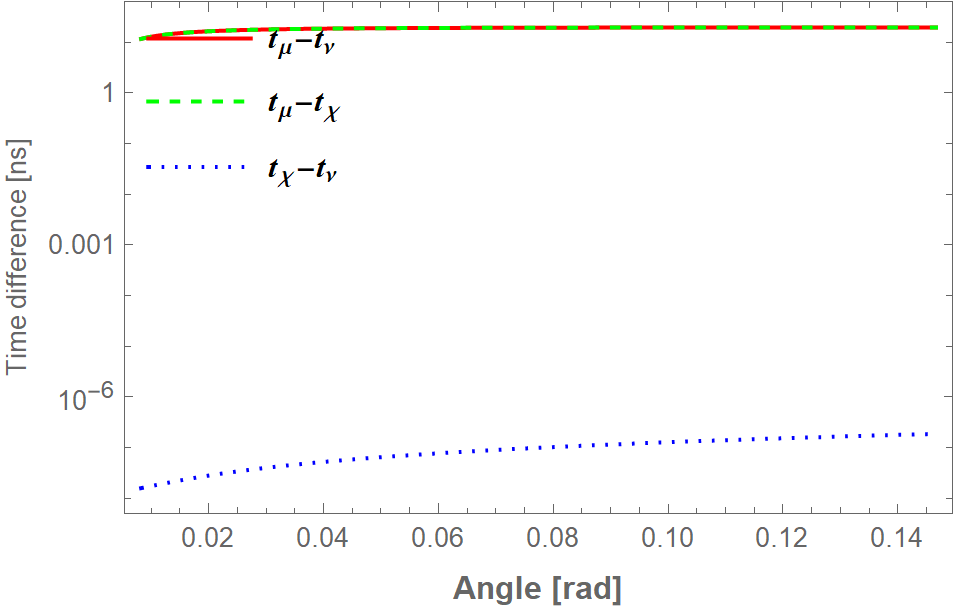 t_μ−t_ν
t_μ−t_χ
t_χ−t_ν
1
0.001
10^−6
Time difference [ns]
0.02 0.04 0.06 0.08 0.10 0.12 0.14
Angle [rad]